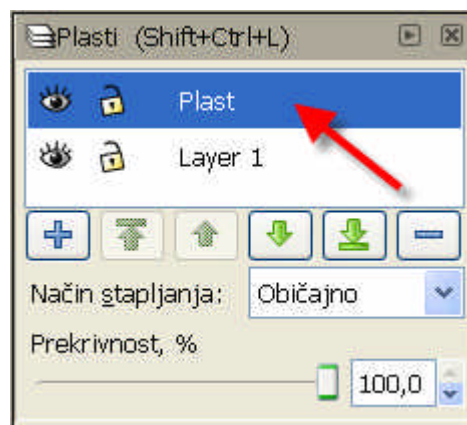 Plasti (Shift+Ctrl+L)
Plast
Layer 1
Način stapljanja: Običajno
Prekrivnost, %
100,0